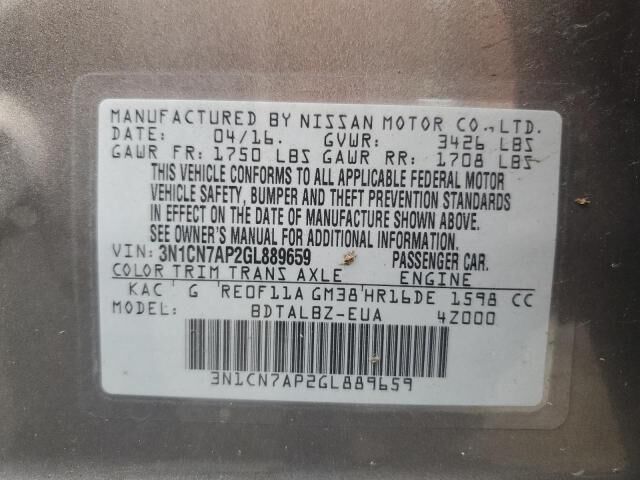 MANUFACTURED BY NISSAN MOTOR CO.,LTD.
DATE: 04/16. GVWR: 3426 LBS
GAWR FR: 1750 LBS GAWR RR: 1708 LBS
THIS VEHICLE CONFORMS TO ALL APPLICABLE FEDERAL MOTOR
VEHICLE SAFETY, BUMPER AND THEFT PREVENTION STANDARDS
IN EFFECT ON THE DATE OF MANUFACTURE SHOWN ABOVE.
SEE OWNER'S MANUAL FOR ADDITIONAL INFORMATION.
VIN: 3N1CN7AP2GL889659 PASSENGER CAR.
COLOR TRIM TRANS AXLE ENGINE
KAC G RE0F11A GM38 HR16DE 1598 CC
MODEL: BDTALBZ-EUA 4Z000
3N1CN7AP2GL889659